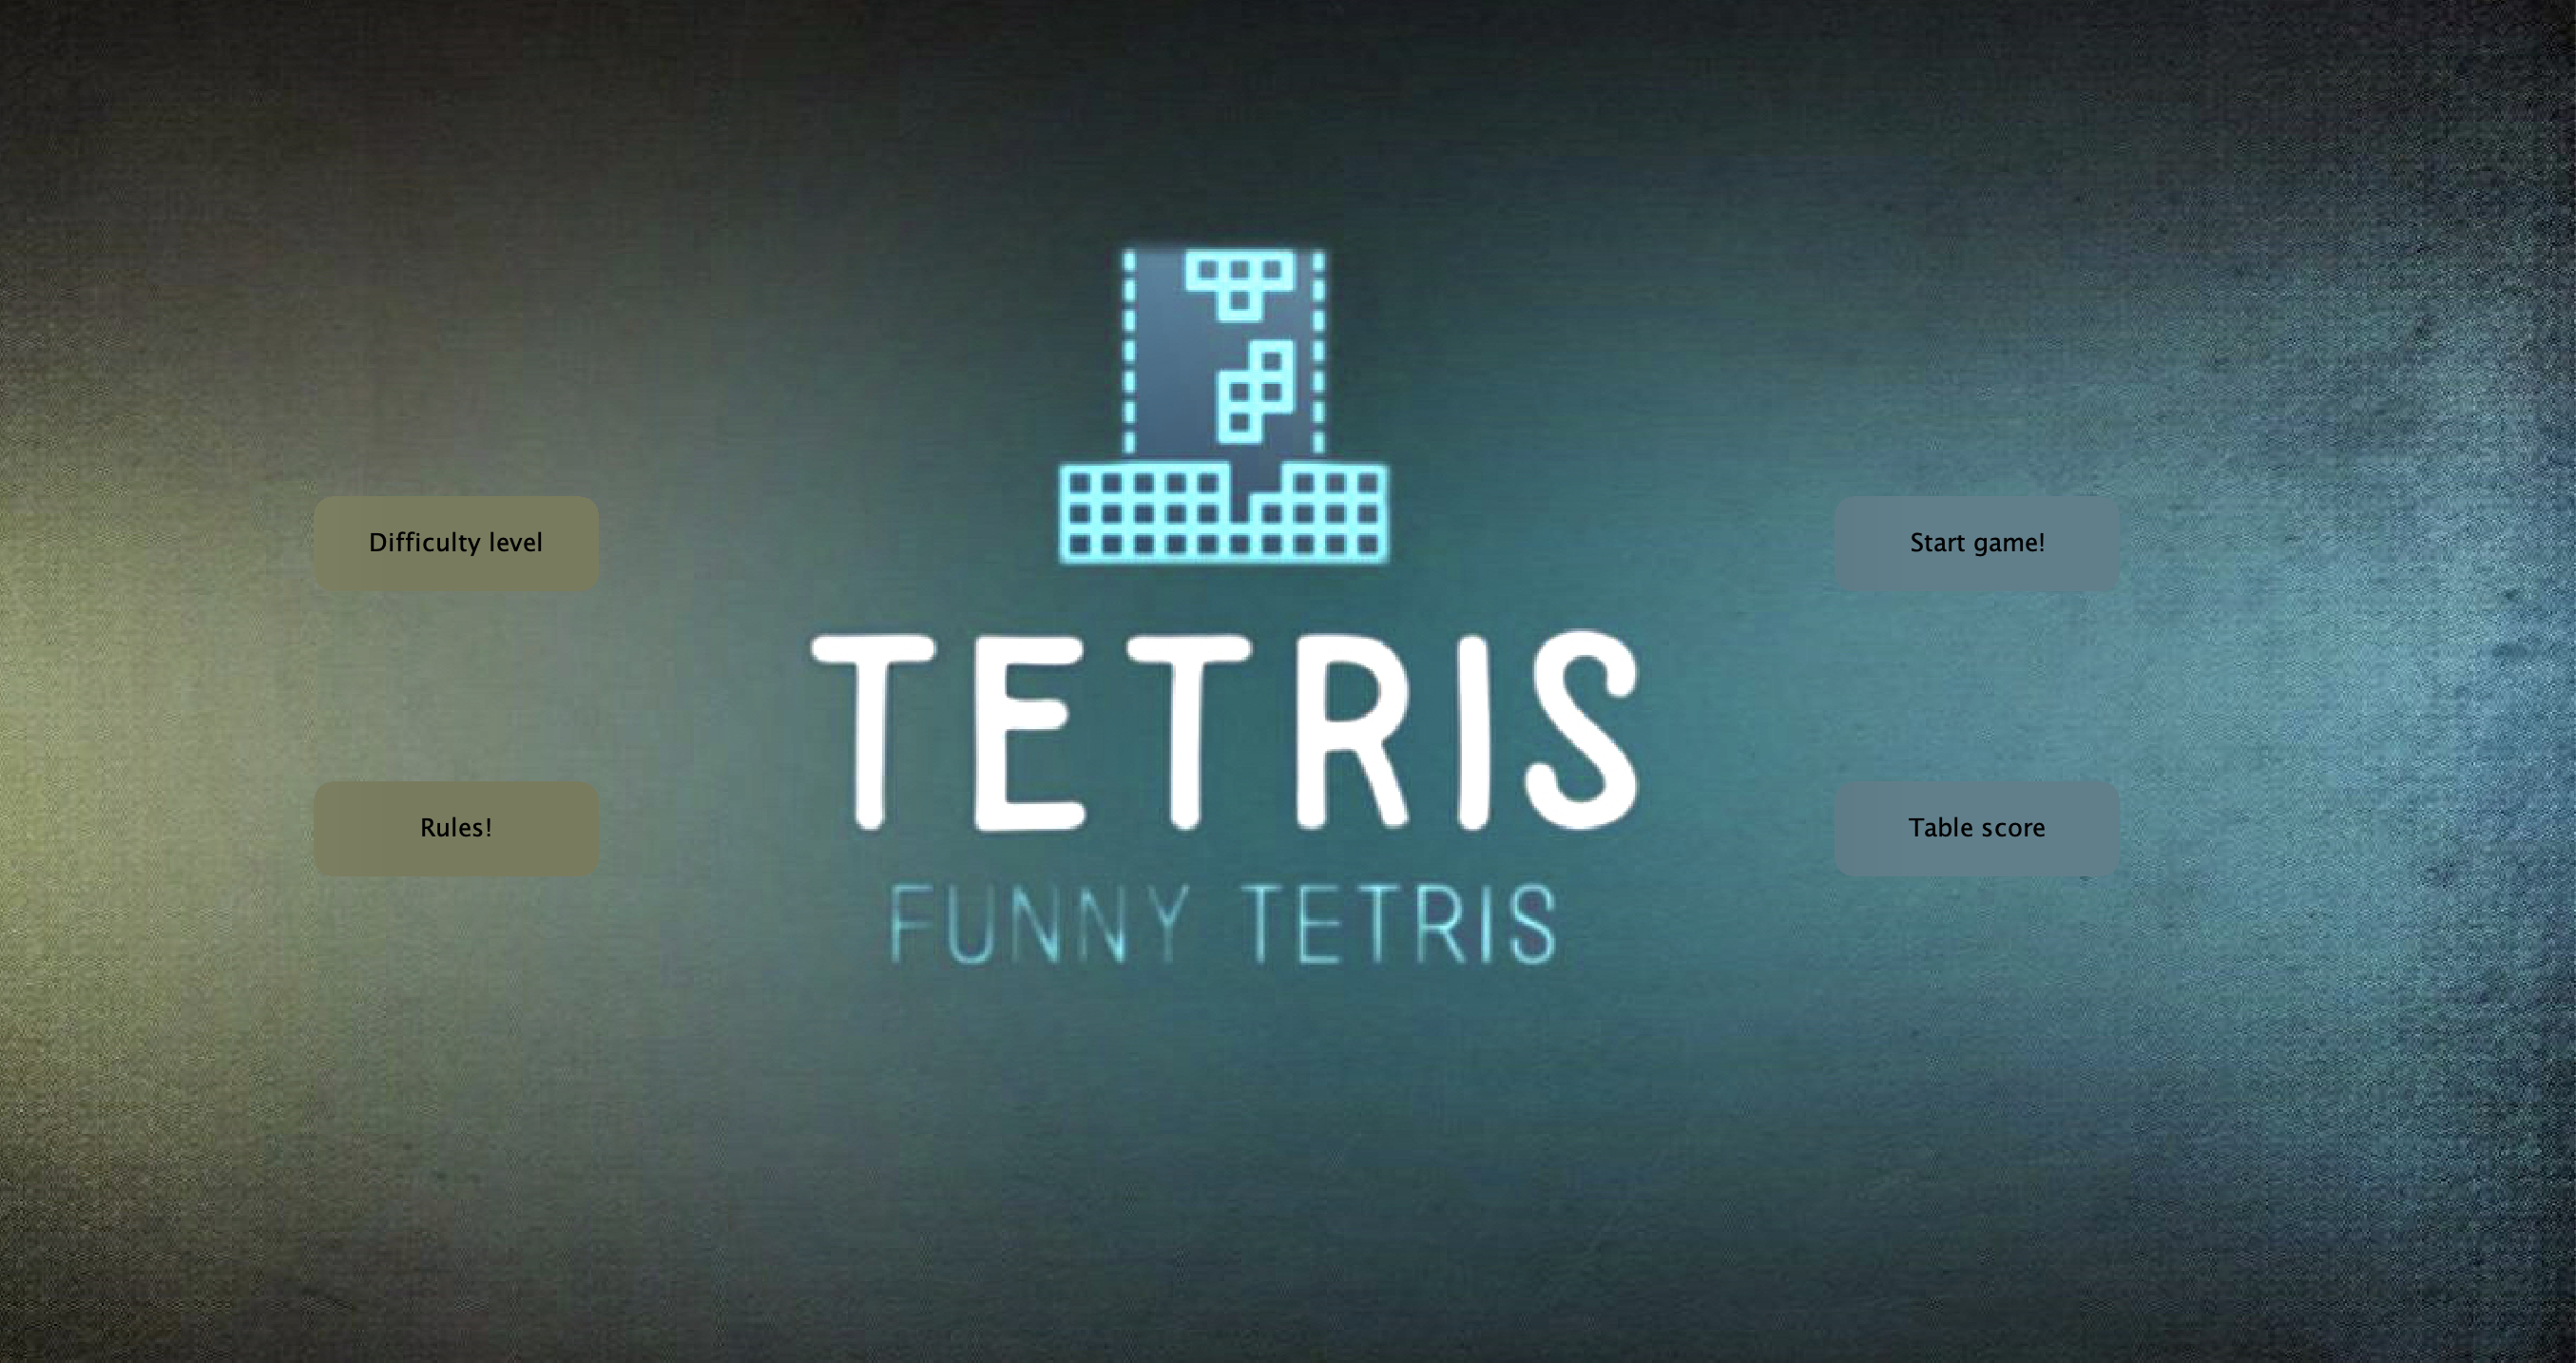 Difficulty level
Start game!
TETRIS
Rules!
Table score
FUNNY TETRIS